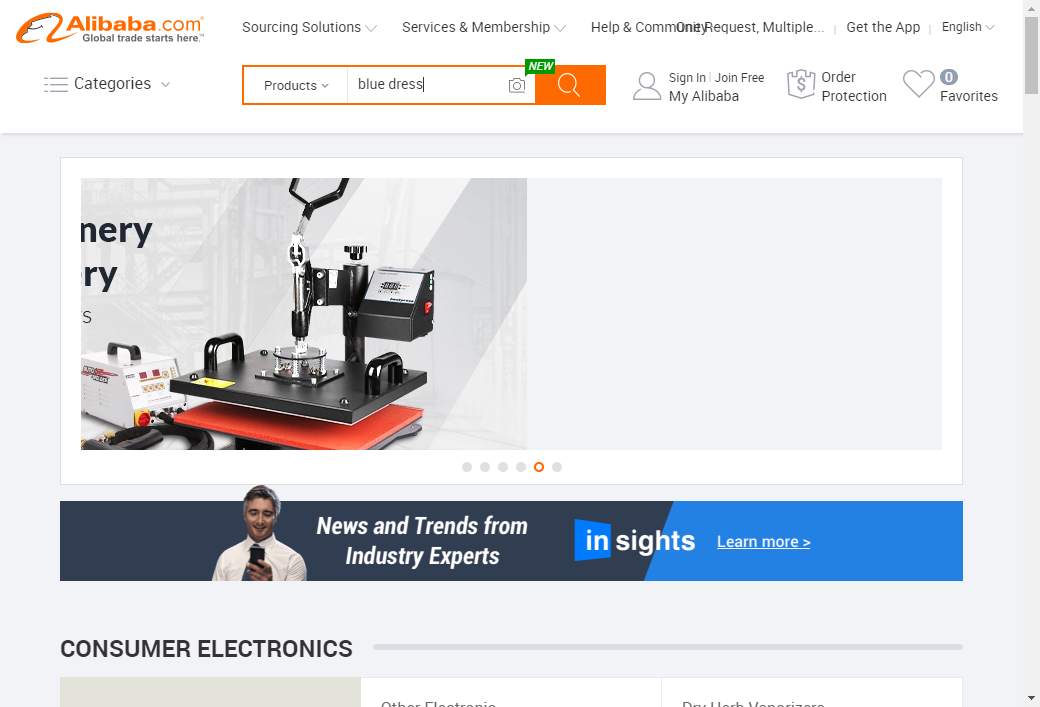 Alibaba.com
Global trade starts here.™
Sourcing Solutions
Services & Membership
Help & Community
One Request, Multiple...
Get the App
English
Categories
Products
blue dress
NEW
Sign In
Join Free
My Alibaba
Order
Protection
0
Favorites
nery
ry
s
News and Trends from
Industry Experts
in sights
Learn more >
CONSUMER ELECTRONICS
Other Electronic
Dry Herb Vaporizers